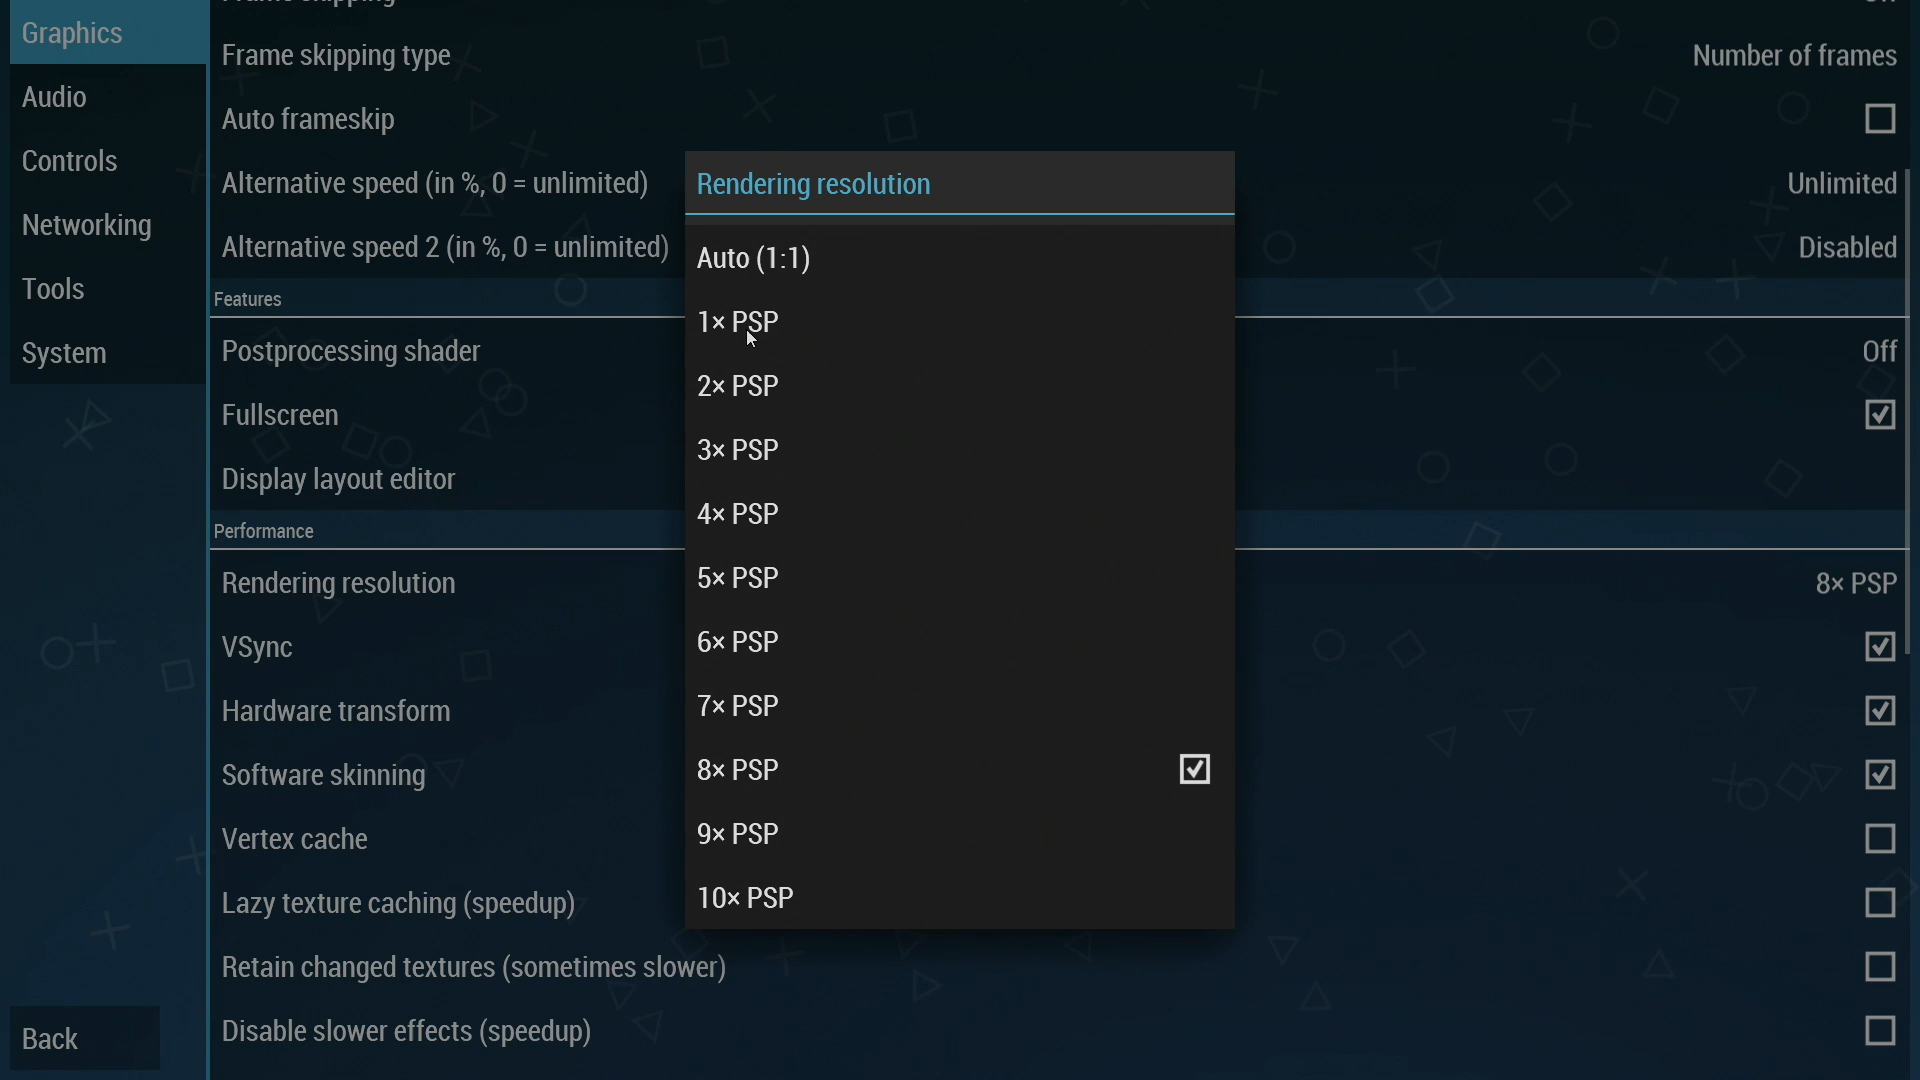 Graphics
Audio
Controls
Networking
Tools
System
Back
Frame skipping type
Number of frames
Auto frameskip
Alternative speed (in %, 0 = unlimited)
Unlimited
Alternative speed 2 (in %, 0 = unlimited)
Disabled
Features
Postprocessing shader
Off
Fullscreen
Display layout editor
Performance
Rendering resolution
8× PSP
VSync
Hardware transform
Software skinning
Vertex cache
Lazy texture caching (speedup)
Retain changed textures (sometimes slower)
Disable slower effects (speedup)
Rendering resolution
Auto (1:1)
1× PSP
2× PSP
3× PSP
4× PSP
5× PSP
6× PSP
7× PSP
8× PSP
9× PSP
10× PSP